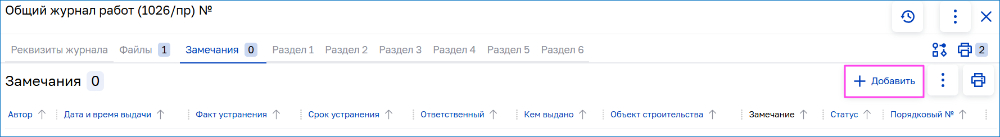 Общий журнал работ (1026/пр) №
Реквизиты журнала Файлы 1 Замечания 0 Раздел 1 Раздел 2 Раздел 3 Раздел 4 Раздел 5 Раздел 6 2
Замечания 0 + Добавить
Автор Дата и время выдачи Факт устранения Срок устранения Ответственный Кем выдано Объект строительства Замечание Статус Порядковый №